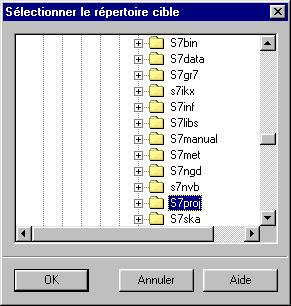 Sélectionner le répertoire cible
S7bin
S7data
S7gr7
s7ikx
S7inf
S7libs
S7manual
S7met
S7ngd
s7nvb
S7proj
S7ska
OK
Annuler
Aide